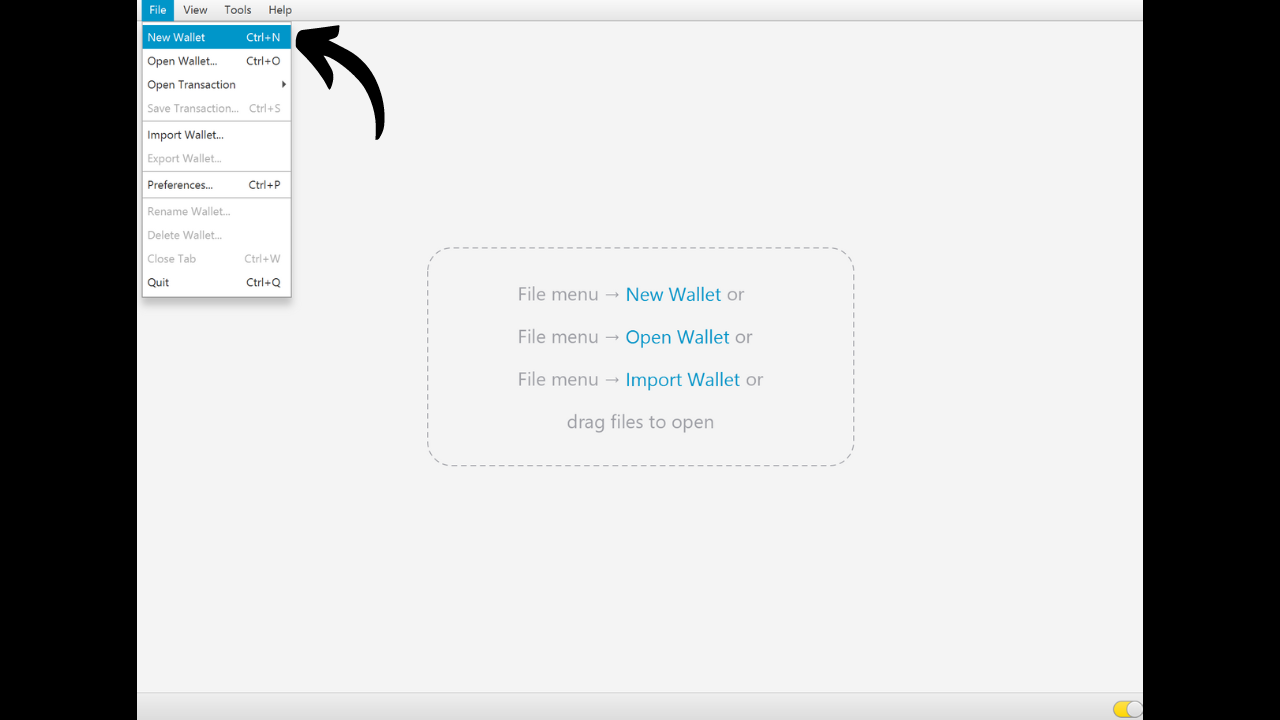 File View Tools Help
New Wallet Ctrl+N
Open Wallet... Ctrl+O
Open Transaction
Save Transaction... Ctrl+S
Import Wallet...
Export Wallet...
Preferences... Ctrl+P
Rename Wallet...
Delete Wallet...
Close Tab Ctrl+W
Quit Ctrl+Q
File menu → New Wallet or
File menu → Open Wallet or
File menu → Import Wallet or
drag files to open